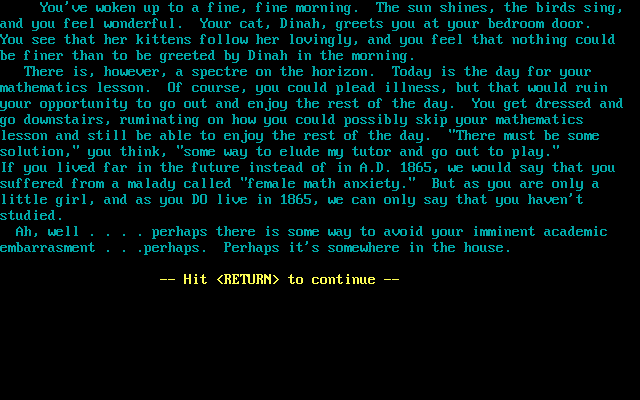 You've woken up to a fine, fine morning.  The sun shines, the birds sing,
and you feel wonderful.  Your cat, Dinah, greets you at your bedroom door.
You see that her kittens follow her lovingly, and you feel that nothing could
be finer than to be greeted by Dinah in the morning.
There is, however, a spectre on the horizon.  Today is the day for your
mathematics lesson.  Of course, you could plead illness, but that would ruin
your opportunity to go out and enjoy the rest of the day.  You get dressed and
go downstairs, ruminating on how you could possibly skip your mathematics
lesson and still be able to enjoy the rest of the day.  "There must be some
solution," you think, "some way to elude my tutor and go out to play."
If you lived far in the future instead of in A.D. 1865, we would say that you
suffered from a malady called "female math anxiety."  But as you are only a
little girl, and as you DO live in 1865, we can only say that you haven't
studied.
Ah, well . . . . perhaps there is some way to avoid your imminent academic
embarrasment . . .perhaps.  Perhaps it's somewhere in the house.
-- Hit <RETURN> to continue --